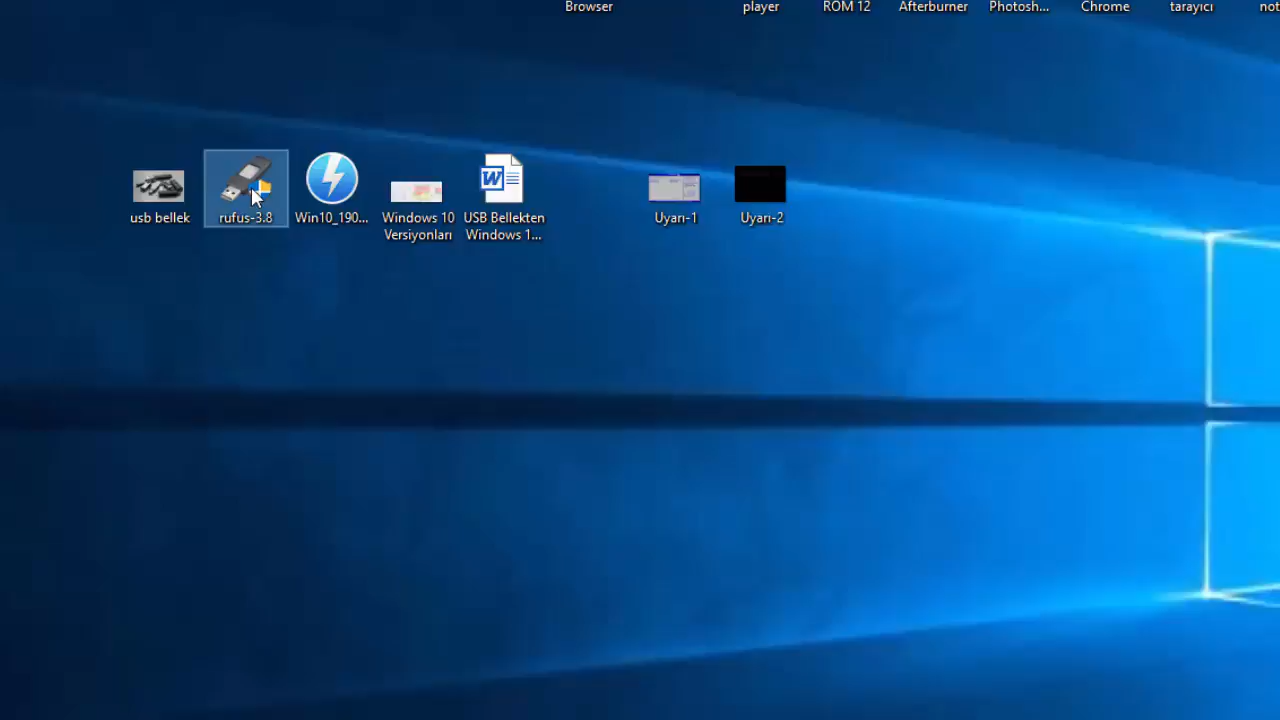 Browser
player
ROM 12
Afterburner
Photosh...
Chrome
tarayıcı
not
usb bellek
rufus-3.8
Win10_190...
Windows 10
Versiyonları
USB Bellekten
Windows 1...
Uyarı-1
Uyarı-2